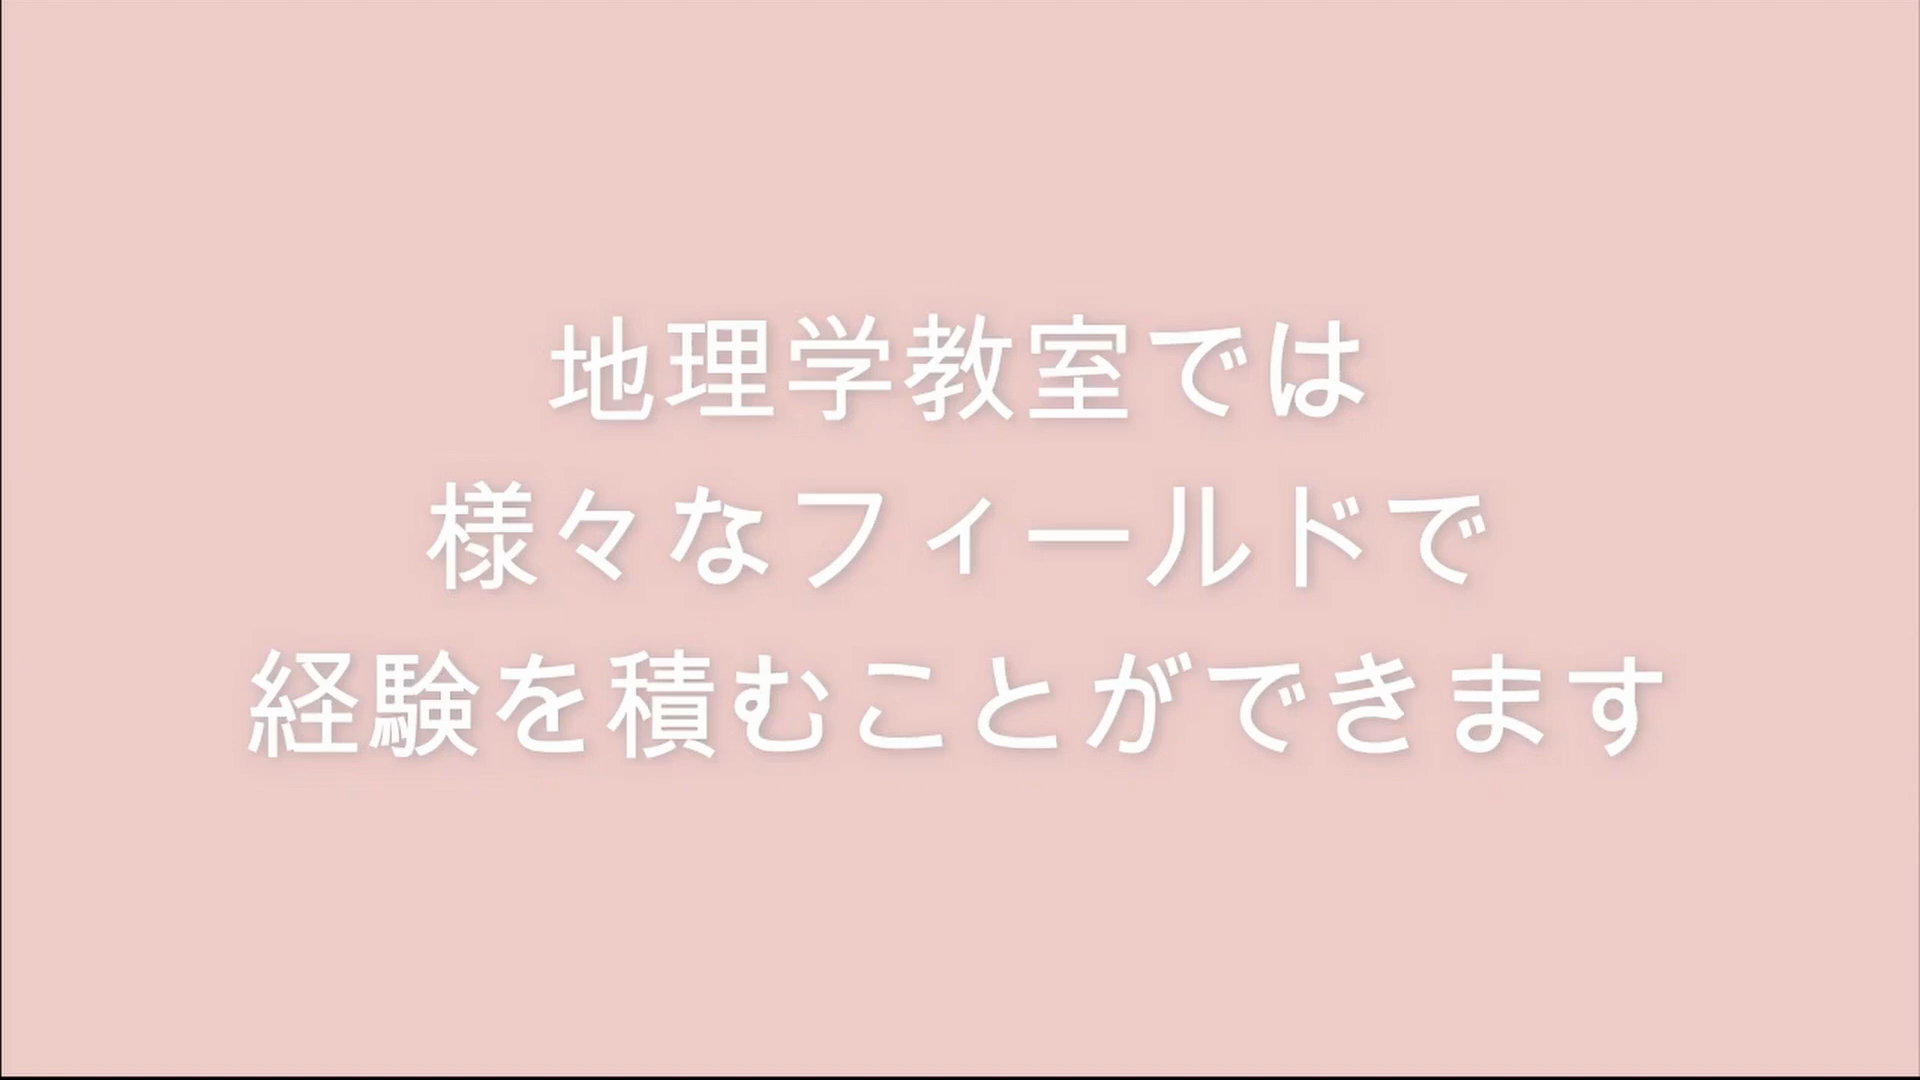 地理学教室では
様々なフィールドで
経験を積むことができます